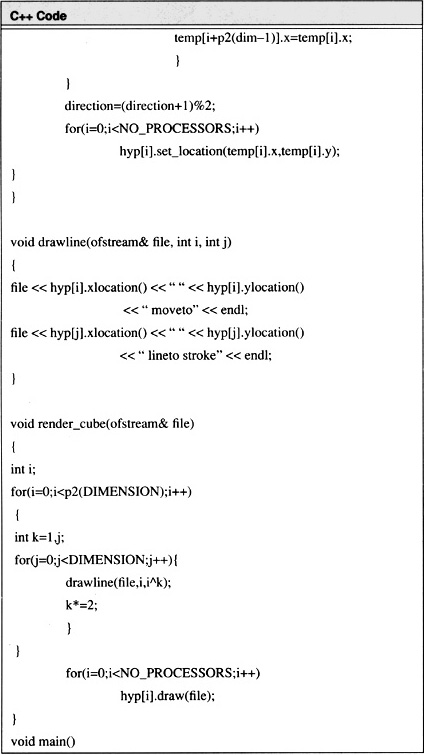 C++ Code
temp[i+p2(dim–1)].x=temp[i].x;
}
}
direction=(direction+1)%2;
for(i=0;i<NO_PROCESSORS;i++)
hyp[i].set_location(temp[i].x,temp[i].y);
}
}
void drawline(ofstream& file, int i, int j)
{
file << hyp[i].xlocation() <<“ “ << hyp[i].ylocation()
<< “ moveto” << endl;
file << hyp[j].xlocation() <<“ “ << hyp[j].ylocation()
<< “ lineto stroke” << endl;
}
void render_cube(ofstream& file)
{
int i;
for(i=0;i<p2(DIMENSION);i++)
{
int k=1,j;
for(j=0;j<DIMENSION;j++){
drawline(file,i,i^k);
k*=2;
}
}
for(i=0;i<NO_PROCESSORS;i++)
hyp[i].draw(file);
}
void main()